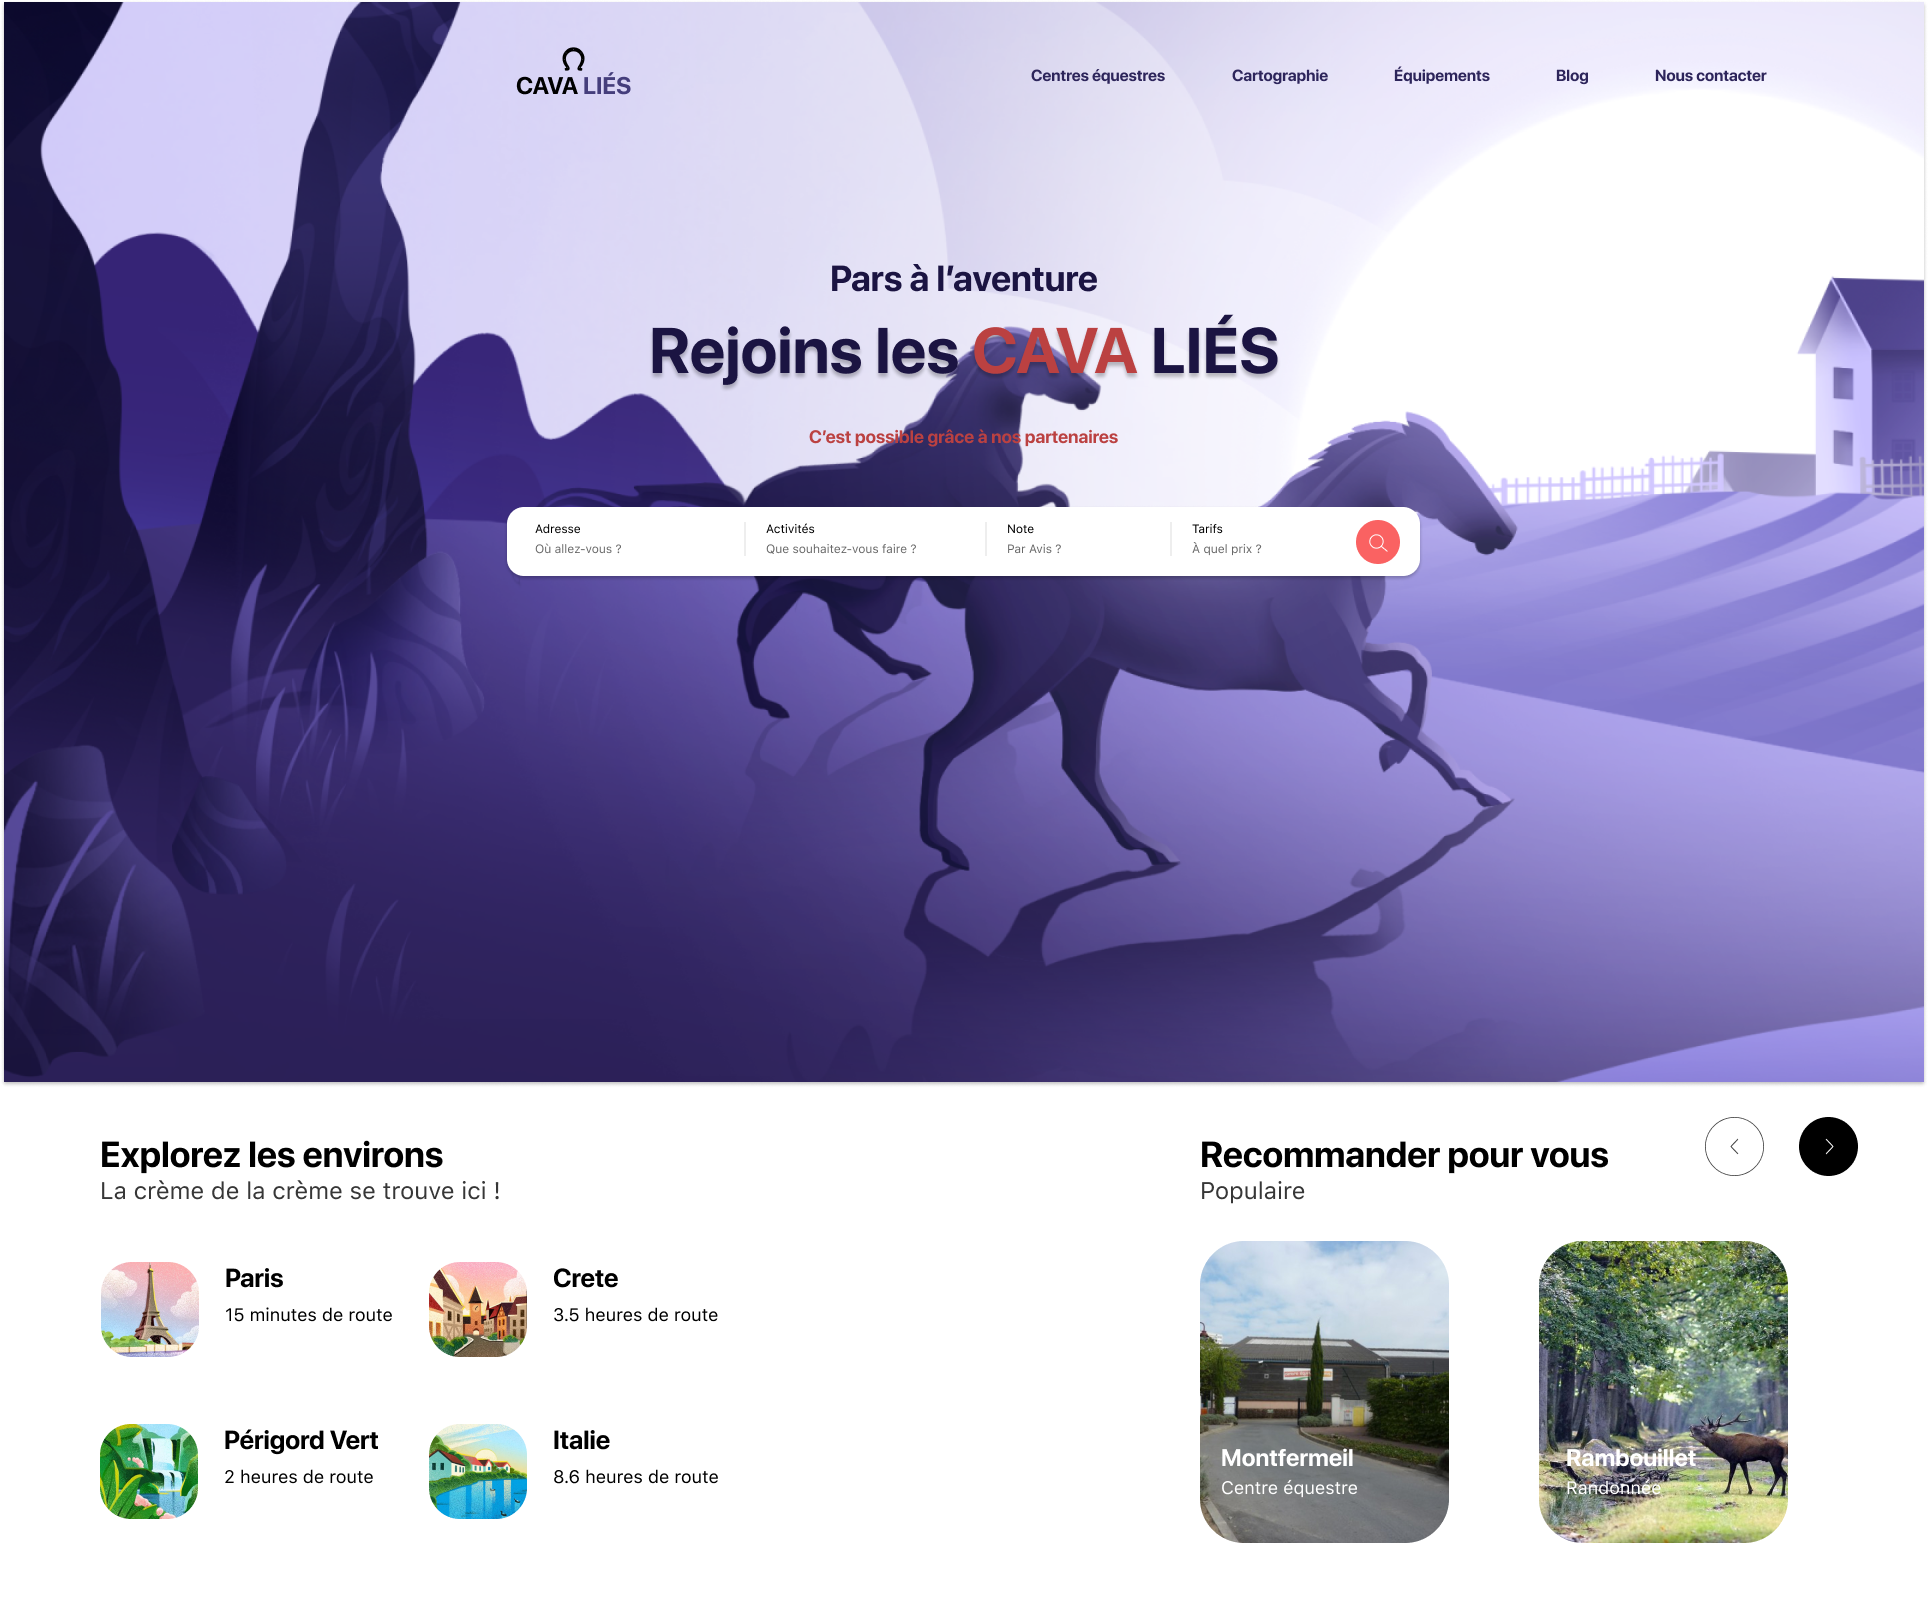 CAVA LIÉS
Centres équestres
Cartographie
Équipements
Blog
Nous contacter
Pars à l’aventure
Rejoins les CAVA LIÉS
C’est possible grâce à nos partenaires
Adresse
Où allez-vous ?
Activités
Que souhaitez-vous faire ?
Note
Par Avis ?
Tarifs
À quel prix ?
Explorez les environs
La crème de la crème se trouve ici !
Paris
15 minutes de route
Crete
3.5 heures de route
Périgord Vert
2 heures de route
Italie
8.6 heures de route
Recommander pour vous
Populaire
Montfermeil
Centre équestre
Rambouillet
Randonnée